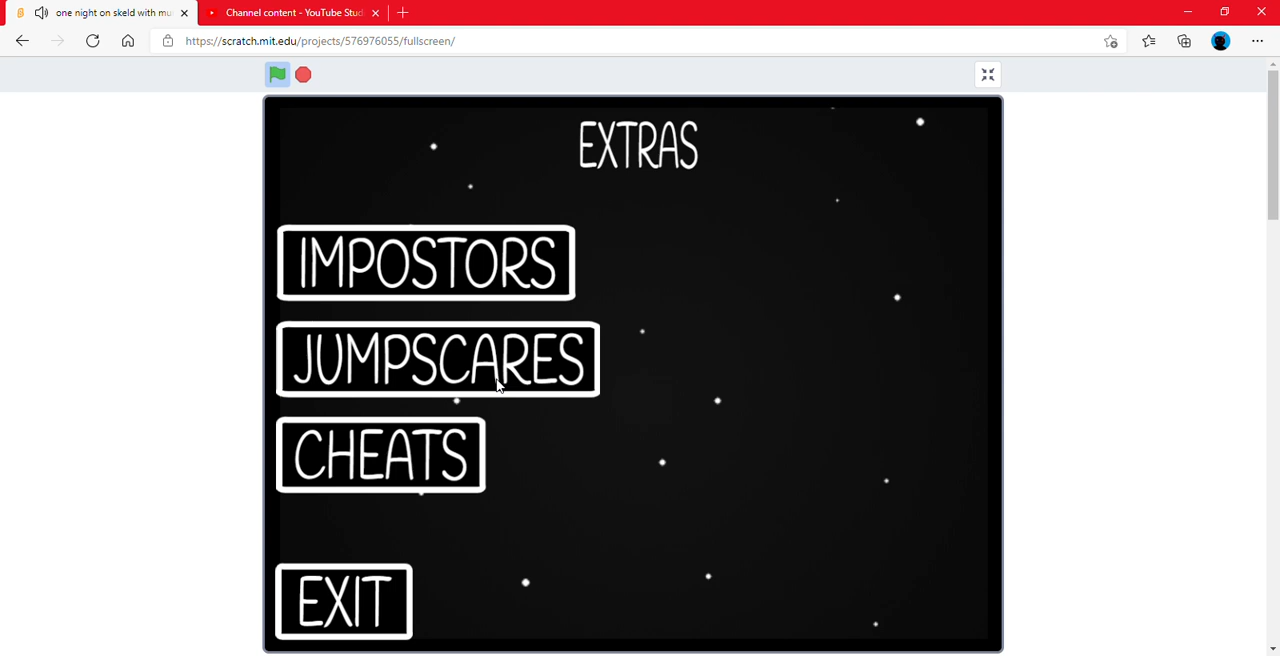 one night on skeld with mu
Channel content - YouTube Stud
https://scratch.mit.edu/projects/576976055/fullscreen/
EXTRAS
IMPOSTORS
JUMPSCARES
CHEATS
EXIT